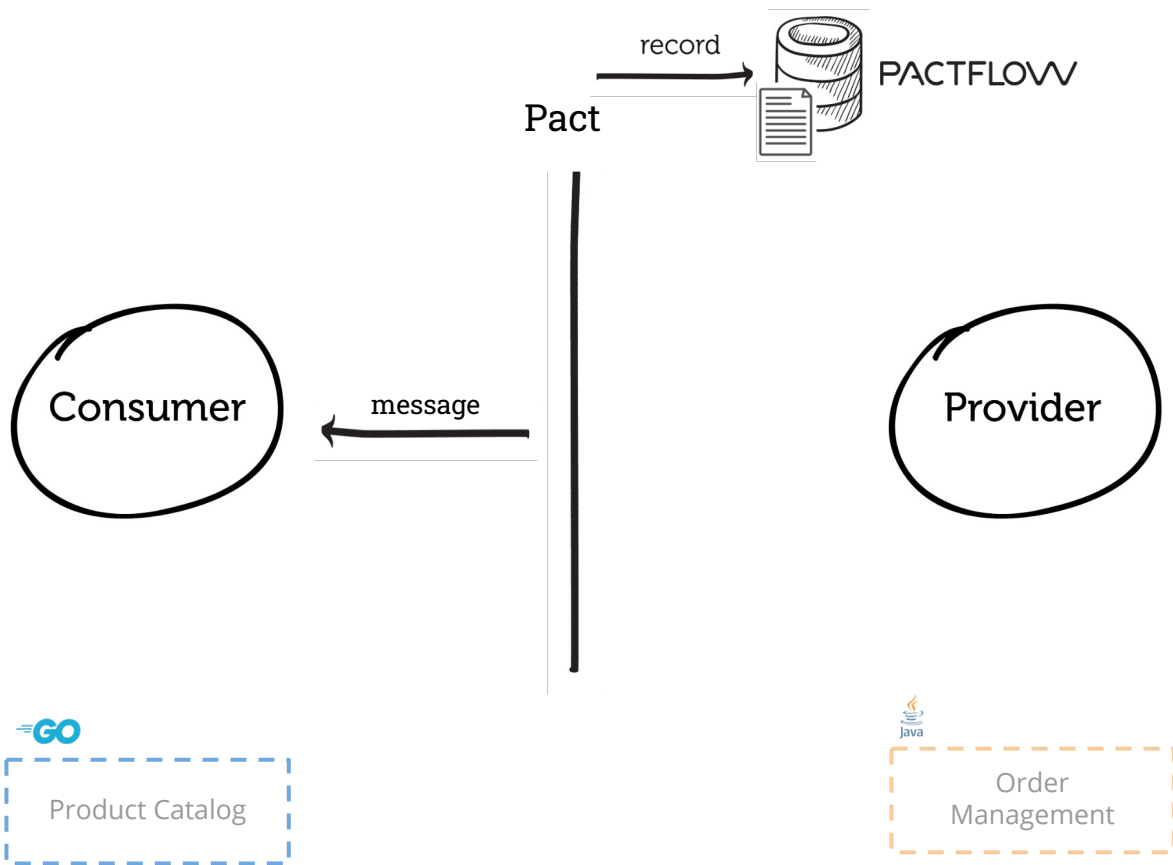 record
PACTFLOW
Pact
Consumer
message
Provider
GO
Java
Product Catalog
Order
Management